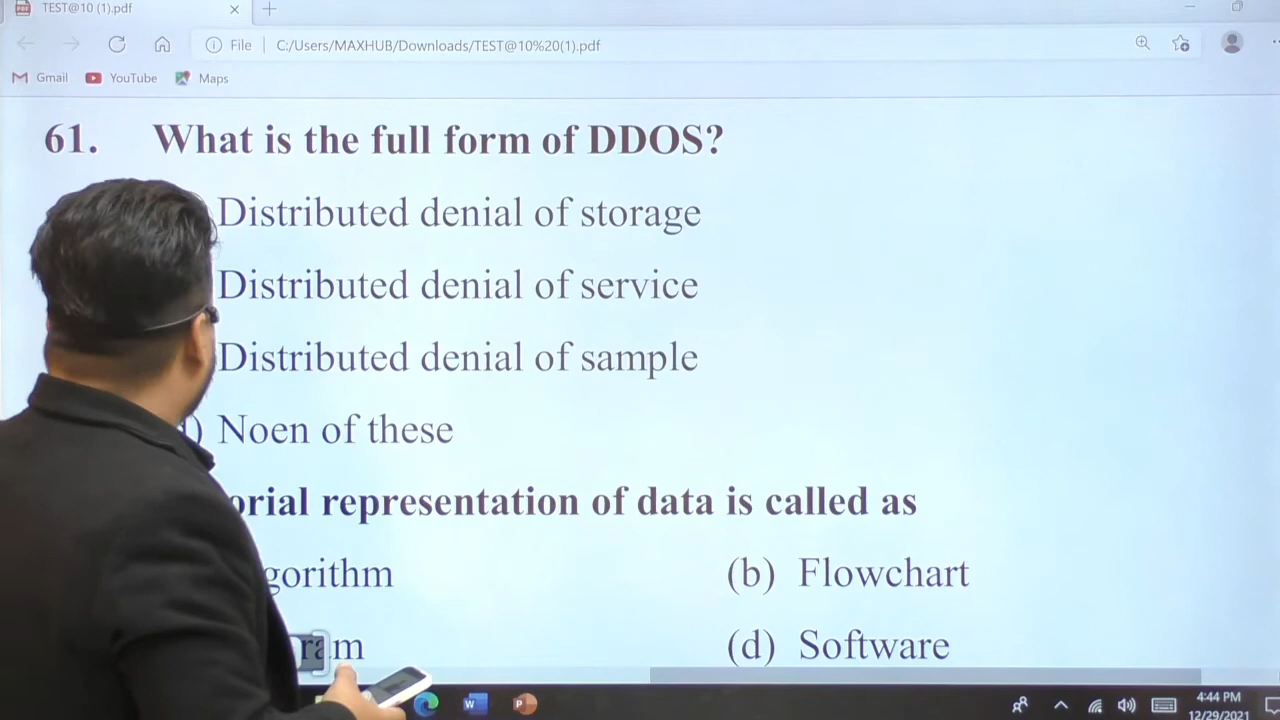 TEST@10 (1).pdf
File
C:/Users/MAXHUB/Downloads/TEST@10%20(1).pdf
Gmail
YouTube
Maps
61. What is the full form of DDOS?
Distributed denial of storage
Distributed denial of service
Distributed denial of sample
) Noen of these
orial representation of data is called as
gorithm (b) Flowchart
ram (d) Software
4:44 PM
12/29/2021